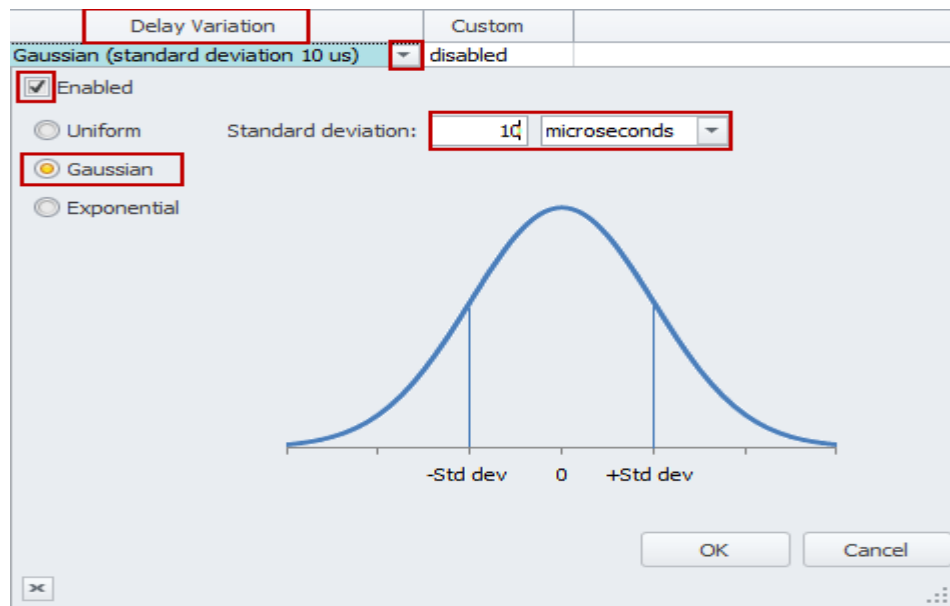 Delay Variation Custom
Gaussian (standard deviation 10 us) disabled
Enabled
Uniform Standard deviation: 10 microseconds
Gaussian
Exponential
-Std dev 0 +Std dev
OK Cancel